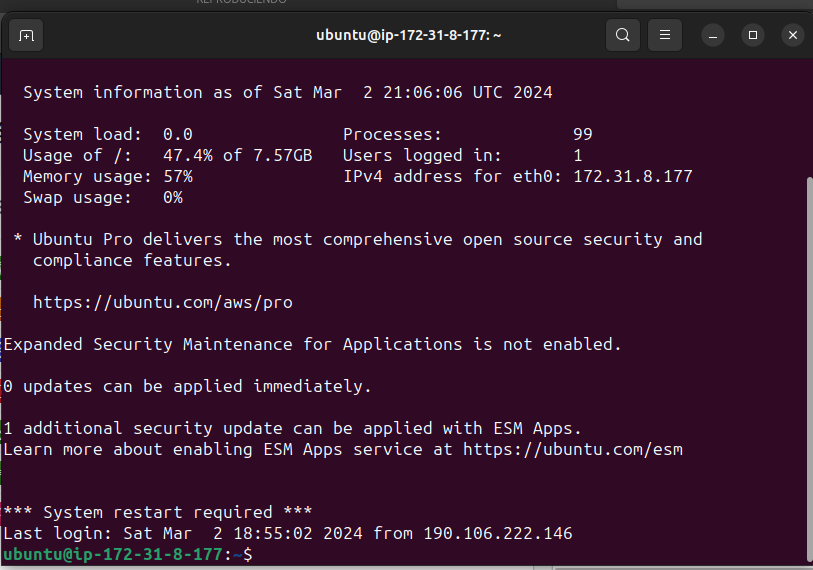 REPRODUCIENDO
ubuntu@ip-172-31-8-177: ~
System information as of Sat Mar  2 21:06:06 UTC 2024
System load:  0.0               Processes:             99
Usage of /:   47.4% of 7.57GB   Users logged in:       1
Memory usage: 57%               IPv4 address for eth0: 172.31.8.177
Swap usage:   0%
* Ubuntu Pro delivers the most comprehensive open source security and
compliance features.
https://ubuntu.com/aws/pro
Expanded Security Maintenance for Applications is not enabled.
0 updates can be applied immediately.
1 additional security update can be applied with ESM Apps.
Learn more about enabling ESM Apps service at https://ubuntu.com/esm
*** System restart required ***
Last login: Sat Mar  2 18:55:02 2024 from 190.106.222.146
ubuntu@ip-172-31-8-177:~$